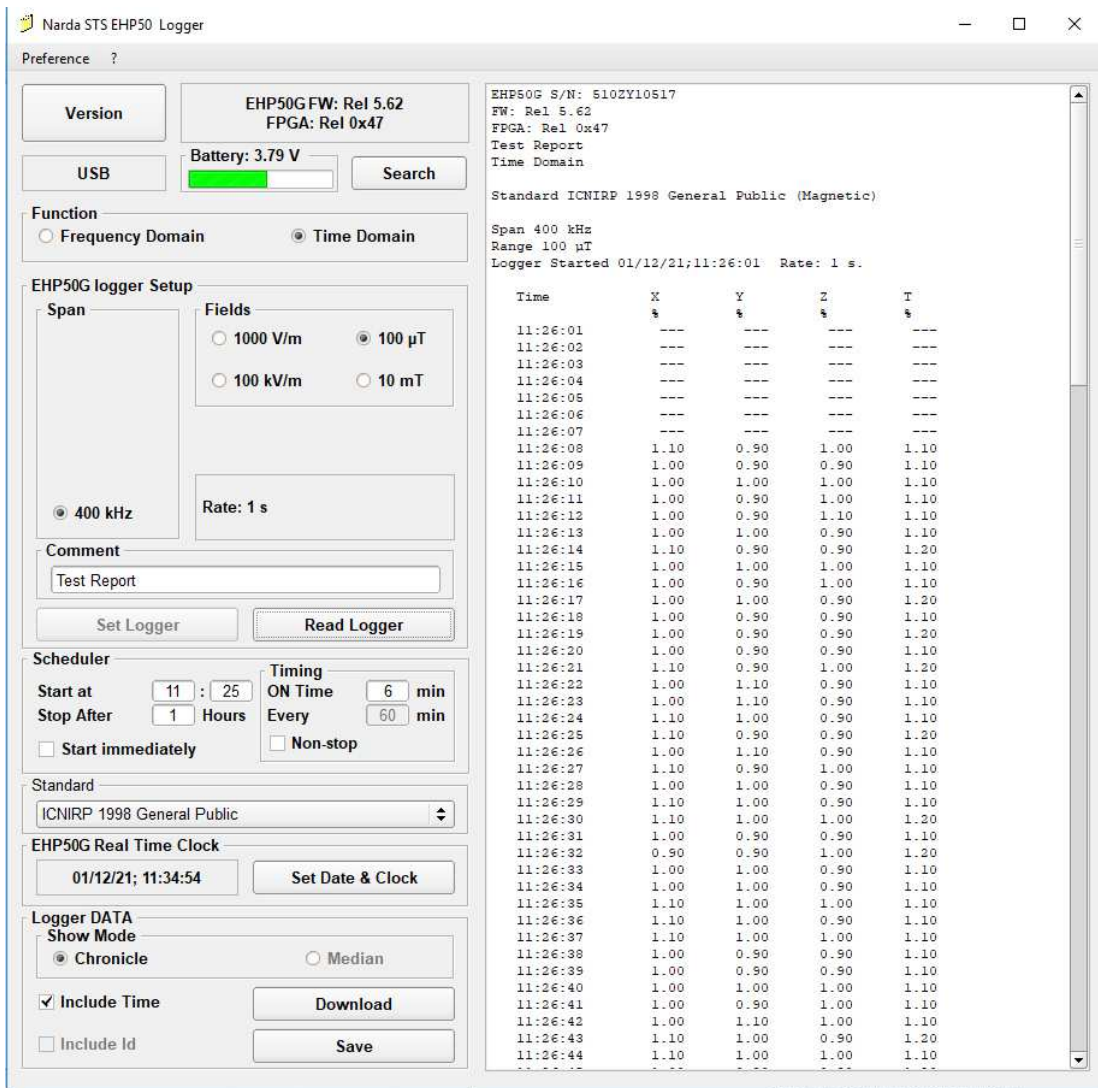 Narda STS EHP50 Logger
Preference ?
Version
EHP50G FW: Rel 5.62
FPGA: Rel 0x47
USB
Battery: 3.79 V
Search
Function
Frequency Domain Time Domain
EHP50G logger Setup
Span
Fields
1000 V/m 100 µT
100 kV/m 10 mT
400 kHz
Rate: 1 s
Comment
Test Report
Set Logger Read Logger
Scheduler
Timing
Start at 11 : 25 ON Time 6 min
Stop After 1 Hours Every 60 min
Start immediately Non-stop
Standard
ICNIRP 1998 General Public
EHP50G Real Time Clock
01/12/21; 11:34:54 Set Date & Clock
Logger DATA
Show Mode
Chronicle Median
Include Time Download
Include Id Save
EHP50G S/N: 510ZY10517
FW: Rel 5.62
FPGA: Rel 0x47
Test Report
Time Domain
Standard ICNIRP 1998 General Public (Magnetic)
Span 400 kHz
Range 100 µT
Logger Started 01/12/21;11:26:01 Rate: 1 s.
Time X Y Z T
% % % %
11:26:01 --- --- --- ---
11:26:02 --- --- --- ---
11:26:03 --- --- --- ---
11:26:04 --- --- --- ---
11:26:05 --- --- --- ---
11:26:06 --- --- --- ---
11:26:07 --- --- --- ---
11:26:08 1.10 0.90 1.00 1.10
11:26:09 1.00 0.90 0.90 1.10
11:26:10 1.00 1.00 1.00 1.10
11:26:11 1.00 0.90 1.00 1.10
11:26:12 1.00 0.90 1.10 1.10
11:26:13 1.00 1.00 0.90 1.10
11:26:14 1.10 0.90 0.90 1.20
11:26:15 1.00 1.00 1.00 1.10
11:26:16 1.00 0.90 1.00 1.10
11:26:17 1.00 1.00 0.90 1.20
11:26:18 1.00 0.90 0.90 1.10
11:26:19 1.00 0.90 0.90 1.20
11:26:20 1.00 0.90 0.90 1.10
11:26:21 1.10 0.90 1.00 1.20
11:26:22 1.00 1.10 0.90 1.10
11:26:23 1.00 1.10 0.90 1.10
11:26:24 1.10 1.00 0.90 1.10
11:26:25 1.10 0.90 0.90 1.20
11:26:26 1.00 1.10 0.90 1.10
11:26:27 1.10 0.90 1.00 1.10
11:26:28 1.00 1.00 0.90 1.10
11:26:29 1.10 1.00 0.90 1.10
11:26:30 1.10 1.00 1.00 1.20
11:26:31 1.00 0.90 0.90 1.10
11:26:32 0.90 0.90 1.00 1.20
11:26:33 1.00 1.00 0.90 1.10
11:26:34 1.00 1.00 0.90 1.10
11:26:35 1.10 1.00 1.00 1.10
11:26:36 1.10 1.00 0.90 1.10
11:26:37 1.10 1.00 1.00 1.10
11:26:38 1.00 0.90 0.90 1.10
11:26:39 1.00 0.90 0.90 1.10
11:26:40 1.00 1.00 1.00 1.10
11:26:41 1.00 0.90 1.00 1.10
11:26:42 1.00 1.10 1.00 1.10
11:26:43 1.10 1.00 0.90 1.20
11:26:44 1.10 1.00 1.00 1.10